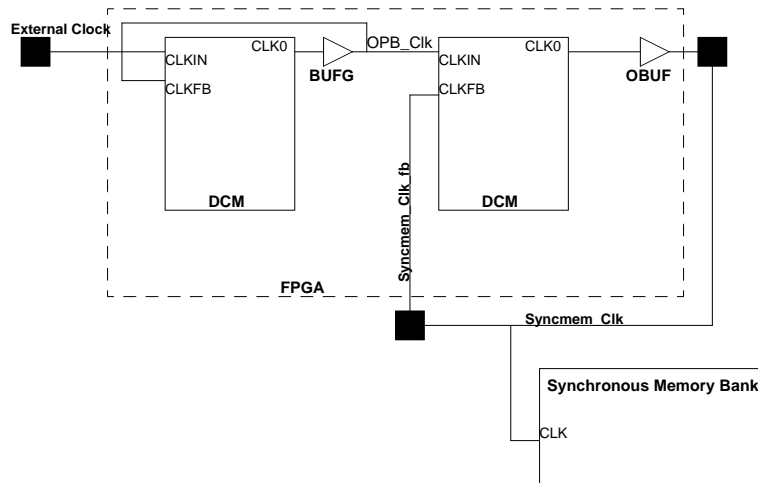 External Clock
CLK0
OPB_Clk
CLK0
CLKIN
BUFG
CLKIN
OBUF
CLKFB
CLKFB
DCM
DCM
Syncmem_Clk_fb
FPGA
Syncmem_Clk
Synchronous Memory Bank
CLK